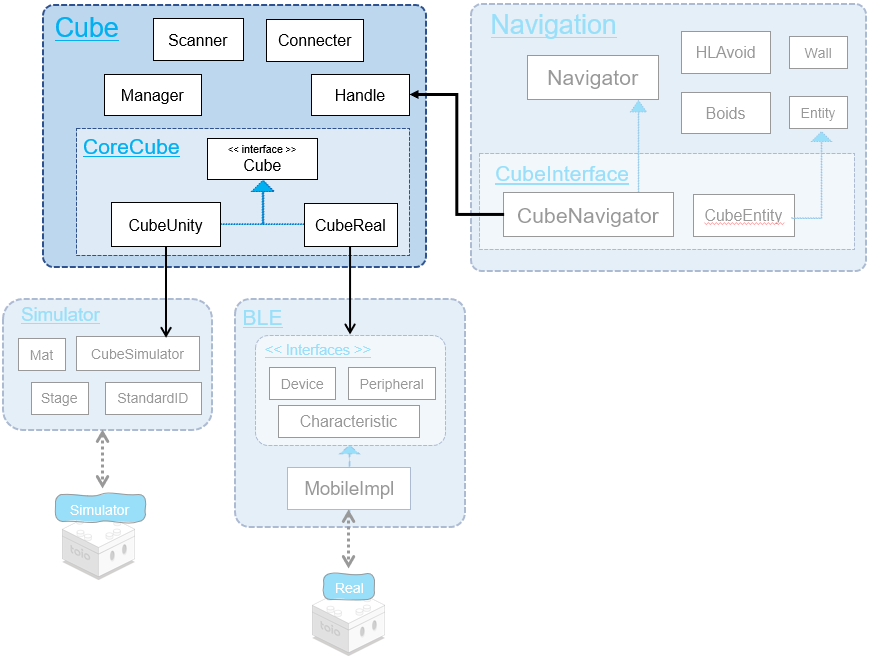 Cube
Scanner
Connecter
Manager
Handle
CoreCube
<< interface >>
Cube
CubeUnity
CubeReal
Navigation
Navigator
HLAvoid
Wall
Boids
Entity
CubeInterface
CubeNavigator
CubeEntity
Simulator
Mat
CubeSimulator
Stage
StandardID
BLE
<< Interfaces >>
Device
Peripheral
Characteristic
MobileImpl
Simulator
toio
Real
toio